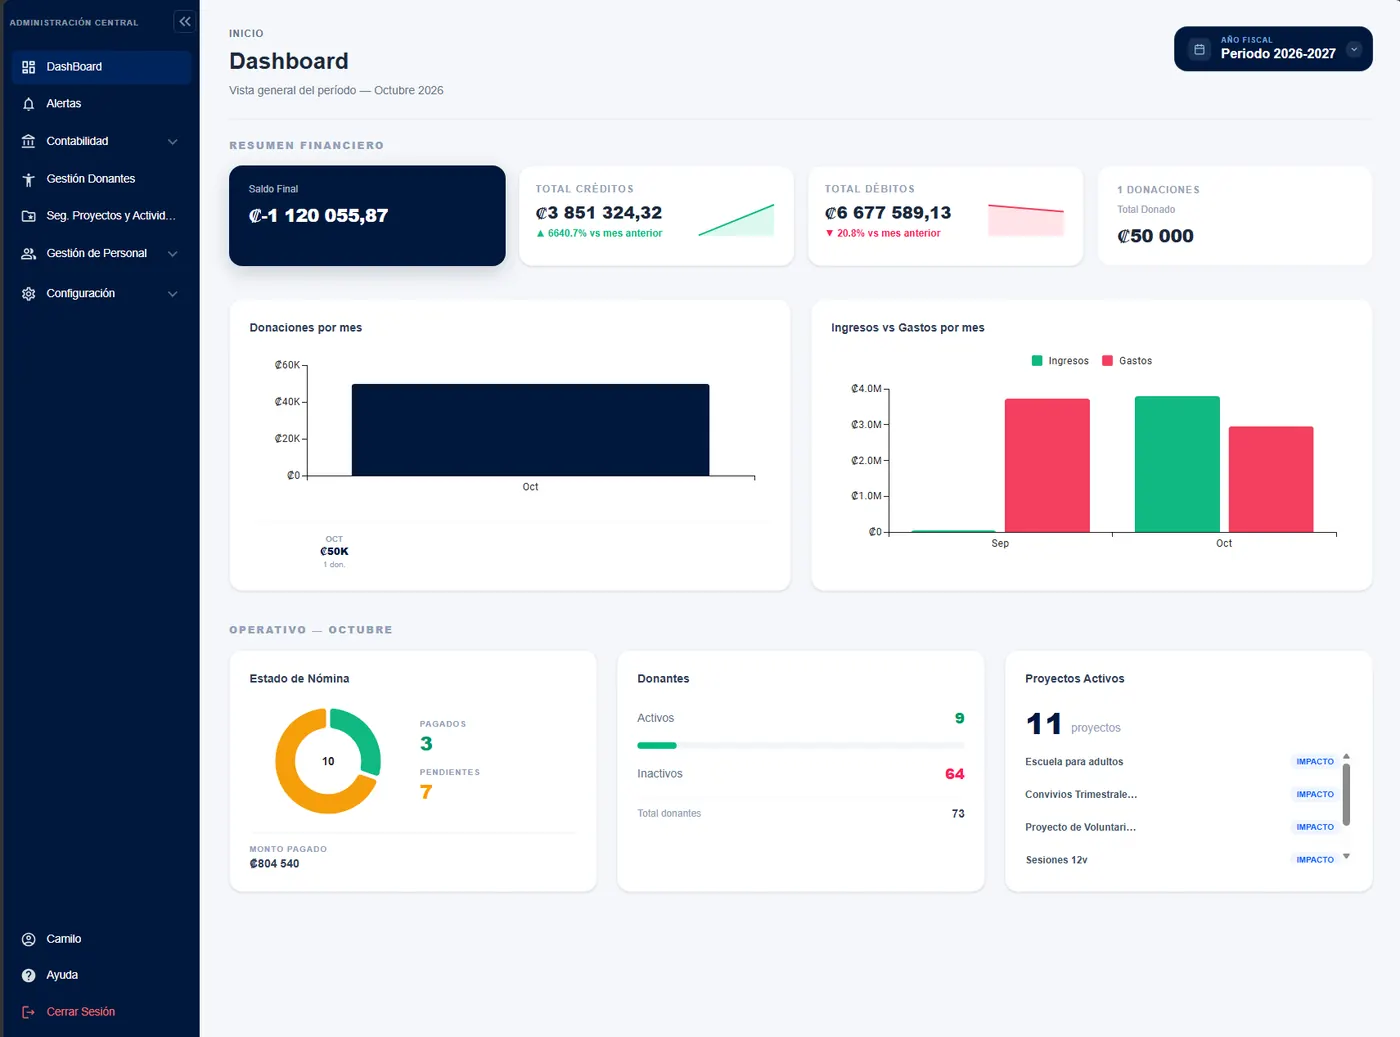 ADMINISTRACIÓN CENTRAL
DashBoard
Alertas
Contabilidad
Gestión Donantes
Seg. Proyectos y Activid...
Gestión de Personal
Configuración
Camilo
Ayuda
Cerrar Sesión
INICIO
Dashboard
Vista general del período — Octubre 2026
AÑO FISCAL
Periodo 2026-2027
RESUMEN FINANCIERO
Saldo Final
₡-1 120 055,87
TOTAL CRÉDITOS
₡3 851 324,32
▲ 6640.7% vs mes anterior
TOTAL DÉBITOS
₡6 677 589,13
▼ 20.8% vs mes anterior
1 DONACIONES
Total Donado
₡50 000
Donaciones por mes
₡60K
₡40K
₡20K
₡0
Oct
OCT
₡50K
1 don.
Ingresos vs Gastos por mes
Ingresos
Gastos
₡4.0M
₡3.0M
₡2.0M
₡1.0M
₡0
Sep
Oct
OPERATIVO — OCTUBRE
Estado de Nómina
10
PAGADOS
3
PENDIENTES
7
MONTO PAGADO
₡804 540
Donantes
Activos 9
Inactivos 64
Total donantes 73
Proyectos Activos
11 proyectos
Escuela para adultos IMPACTO
Convivios Trimestrale... IMPACTO
Proyecto de Voluntari... IMPACTO
Sesiones 12v IMPACTO